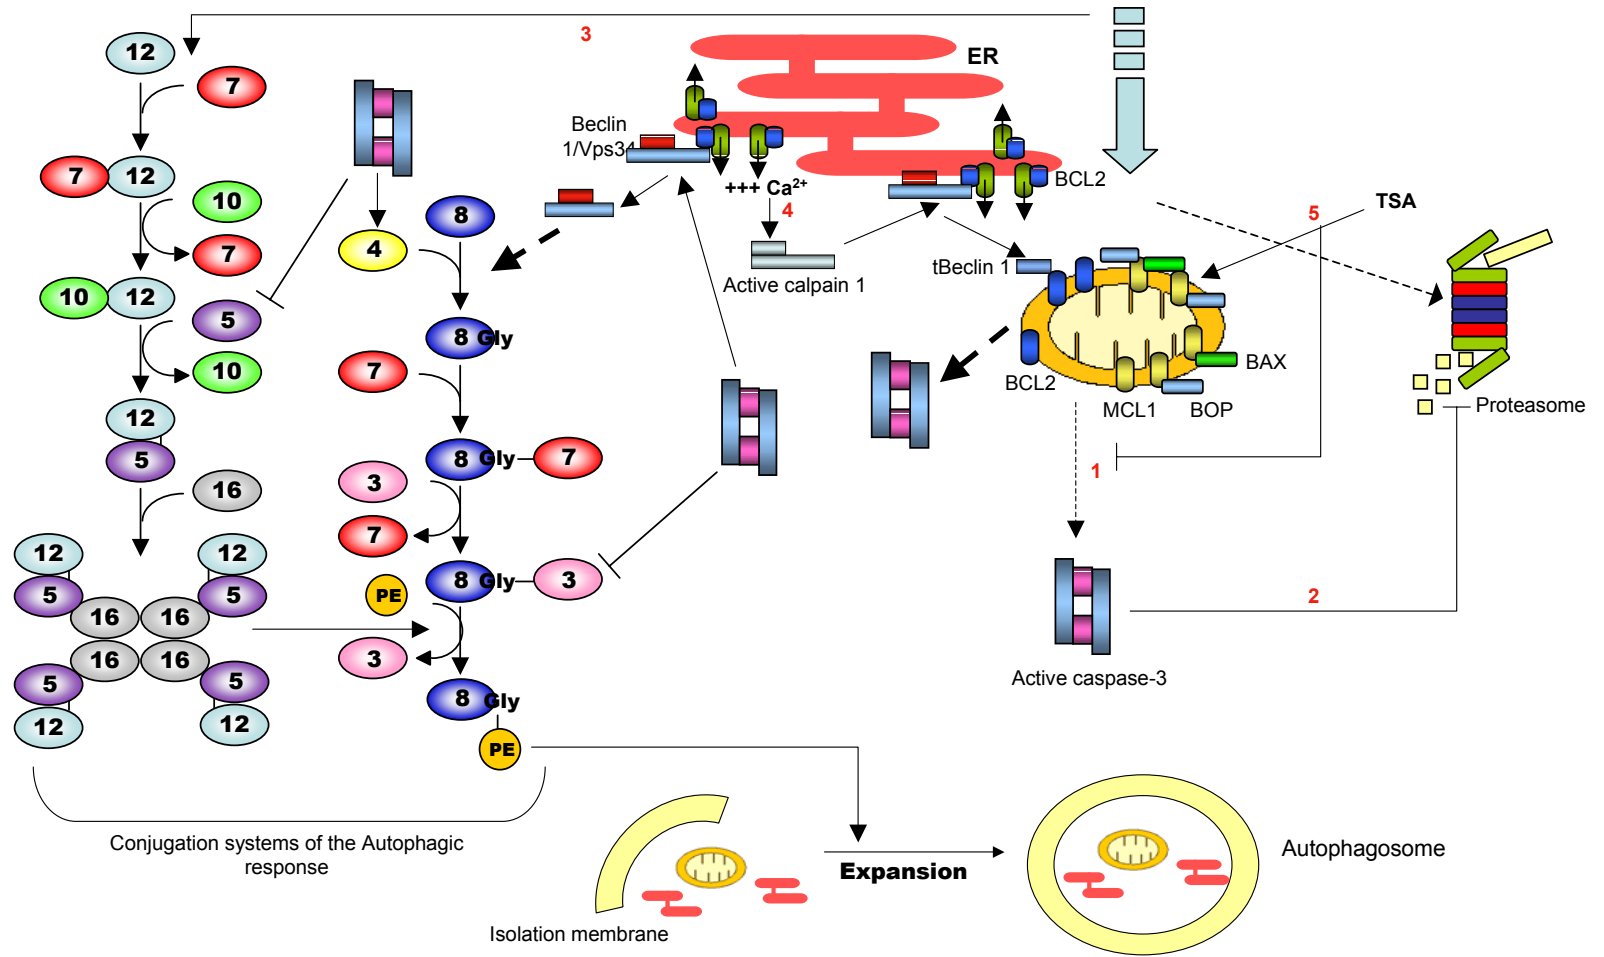 3
12
7
ER
Beclin
1/Vps34
7
12
10
7
+++ Ca²⁺
4
BCL2
TSA
5
8
4
tBeclin 1
Active calpain 1
10
12
5
10
8 Gly
7
BCL2
BAX
MCL1
BOP
Proteasome
12
5
16
8 Gly
7
3
7
1
12
5
16
16
12
5
8 Gly
3
PE
2
16
16
3
5
12
5
12
8 Gly
PE
Active caspase-3
Conjugation systems of the Autophagic
response
Expansion
Autophagosome
Isolation membrane